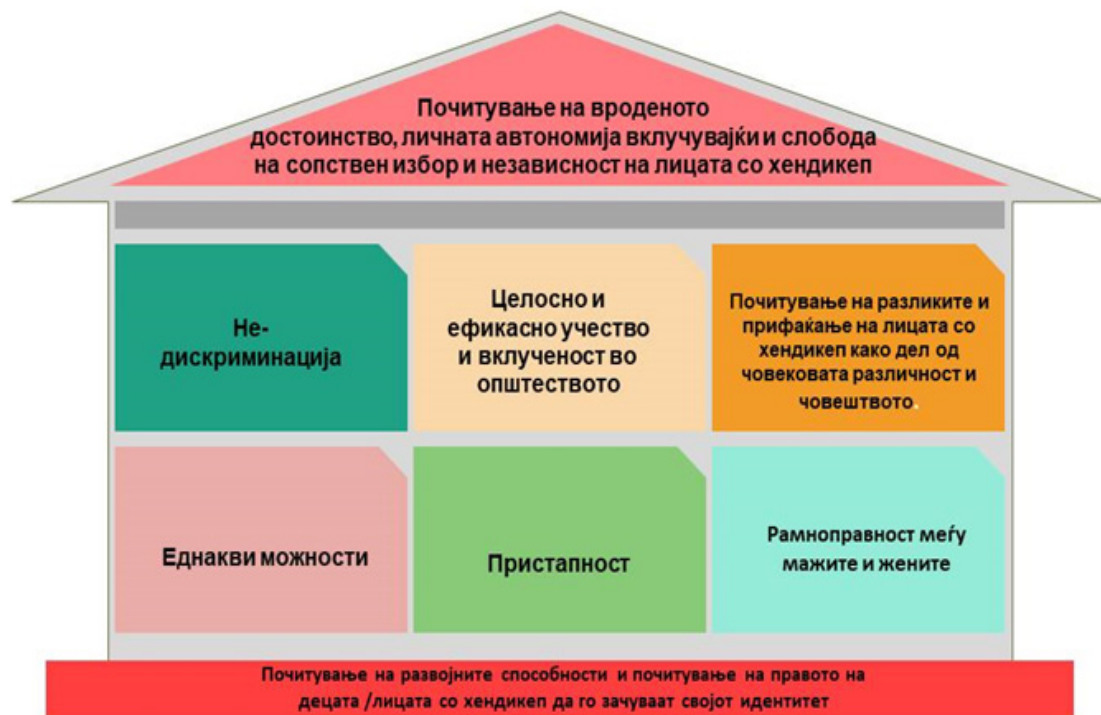 Почитување на вроденото
достоинство, личната автономија вклучувајќи и слобода
на сопствен избор и независност на лицата со хендикеп
Не-
дискриминација
Целосно и
ефикасно учество
и вклученост во
општеството
Почитување на разликите и
прифаќање на лицата со
хендикеп како дел од
човековата различност и
човештвото.
Еднакви можности
Пристапност
Рамноправност меѓу
мажите и жените
Почитување на развојните способности и почитување на правото на
децата /лицата со хендикеп да го зачуваат својот идентитет